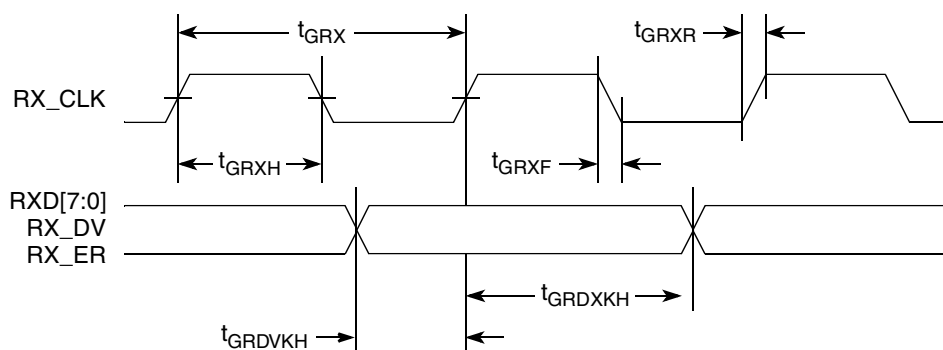 tGRX
tGRXR
RX_CLK
tGRXH
tGRXF
RXD[7:0]
RX_DV
RX_ER
tGRDXKH
tGRDVKH